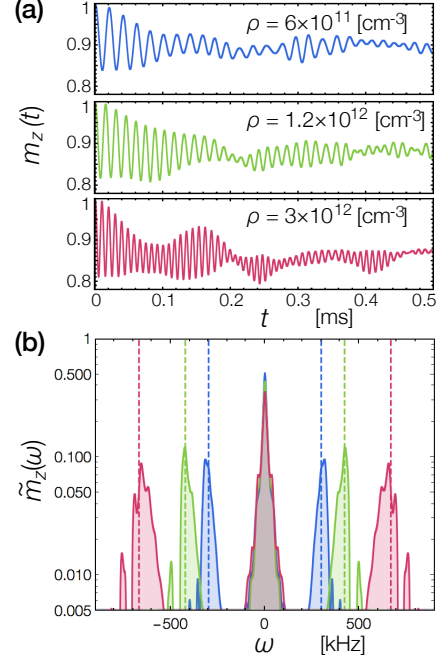 (a)
1
0.9
0.8
ρ = 6×10¹¹ [cm⁻³]
1
0.9
0.8
ρ = 1.2×10¹² [cm⁻³]
1
0.9
0.8
ρ = 3×10¹² [cm⁻³]
m_z(t)
0 0.1 0.2 0.3 0.4 0.5
t [ms]
(b)
1
0.500
0.100
0.050
0.010
0.005
m̃_z(ω)
−500 0 500
ω [kHz]